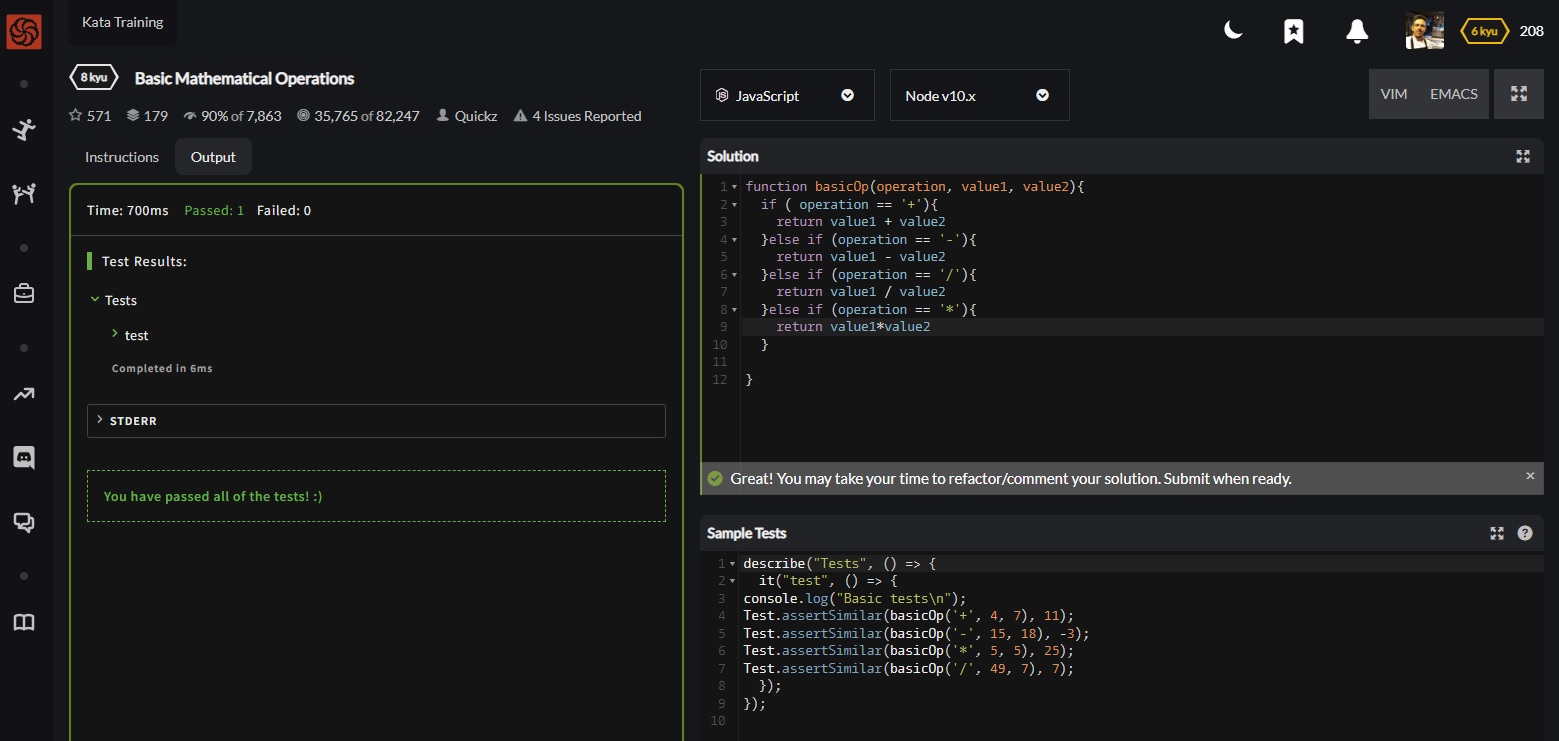 Kata Training
6 kyu 208
8 kyu Basic Mathematical Operations
571 179 90% of 7,863 35,765 of 82,247 Quickz 4 Issues Reported
Instructions Output
Time: 700ms Passed: 1 Failed: 0
Test Results:
Tests
test
Completed in 6ms
STDERR
You have passed all of the tests! :)
JS JavaScript Node v10.x VIM EMACS
Solution
1 function basicOp(operation, value1, value2){
2 if ( operation == '+'){
3 return value1 + value2
4 }else if (operation == '-'){
5 return value1 - value2
6 }else if (operation == '/'){
7 return value1 / value2
8 }else if (operation == '*'){
9 return value1*value2
10 }
11
12 }
Great! You may take your time to refactor/comment your solution. Submit when ready. ×
Sample Tests ?
1 describe("Tests", () => {
2 it("test", () => {
3 console.log("Basic tests\n");
4 Test.assertSimilar(basicOp('+', 4, 7), 11);
5 Test.assertSimilar(basicOp('-', 15, 18), -3);
6 Test.assertSimilar(basicOp('*', 5, 5), 25);
7 Test.assertSimilar(basicOp('/', 49, 7), 7);
8 });
9 });
10